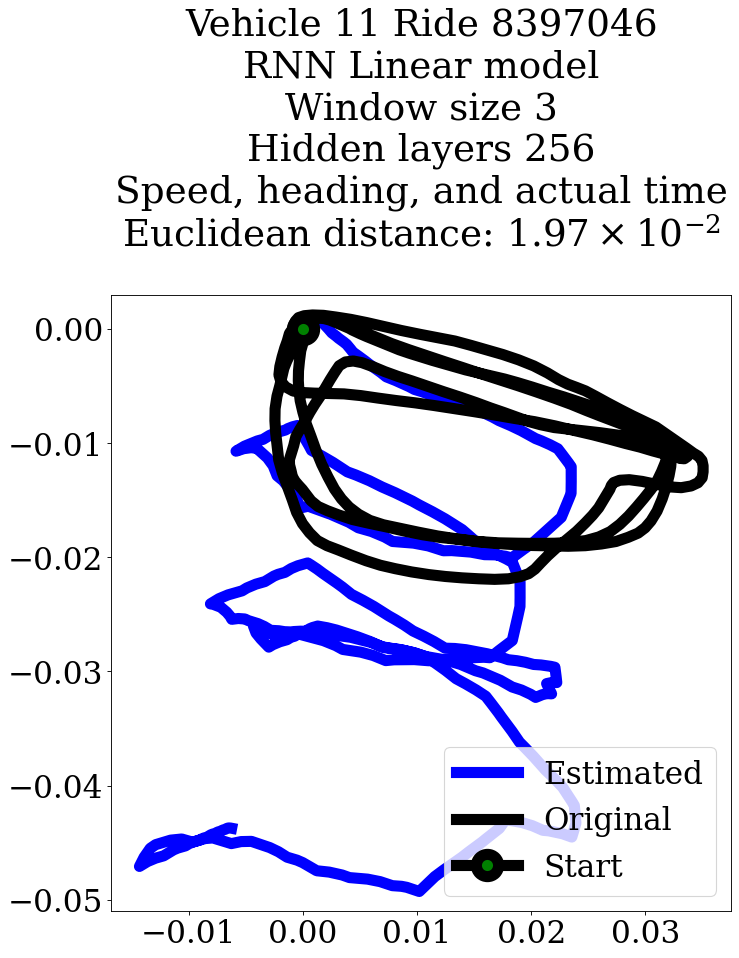 Vehicle 11 Ride 8397046
RNN Linear model
Window size 3
Hidden layers 256
Speed, heading, and actual time
Euclidean distance: 1.97 × 10⁻²
0.00
−0.01
−0.02
−0.03
−0.04
−0.05
Estimated
Original
Start
−0.01 0.00 0.01 0.02 0.03